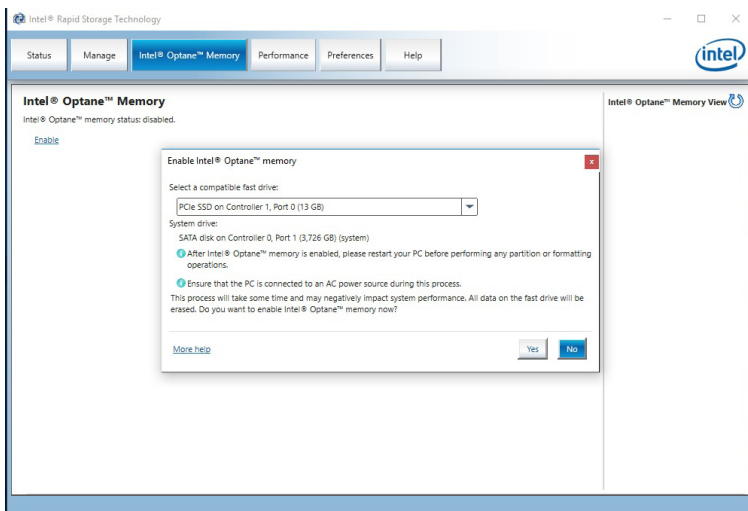 Intel® Rapid Storage Technology
Status Manage Intel® Optane™ Memory Performance Preferences Help
intel
Intel® Optane™ Memory
Intel® Optane™ memory status: disabled.
Enable
Intel® Optane™ Memory View
Enable Intel® Optane™ memory
x
Select a compatible fast drive:
PCIe SSD on Controller 1, Port 0 (13 GB)
System drive:
SATA disk on Controller 0, Port 1 (3,726 GB) (system)
After Intel® Optane™ memory is enabled, please restart your PC before performing any partition or formatting
operations.
Ensure that the PC is connected to an AC power source during this process.
This process will take some time and may negatively impact system performance. All data on the fast drive will be
erased. Do you want to enable Intel® Optane™ memory now?
More help
Yes No